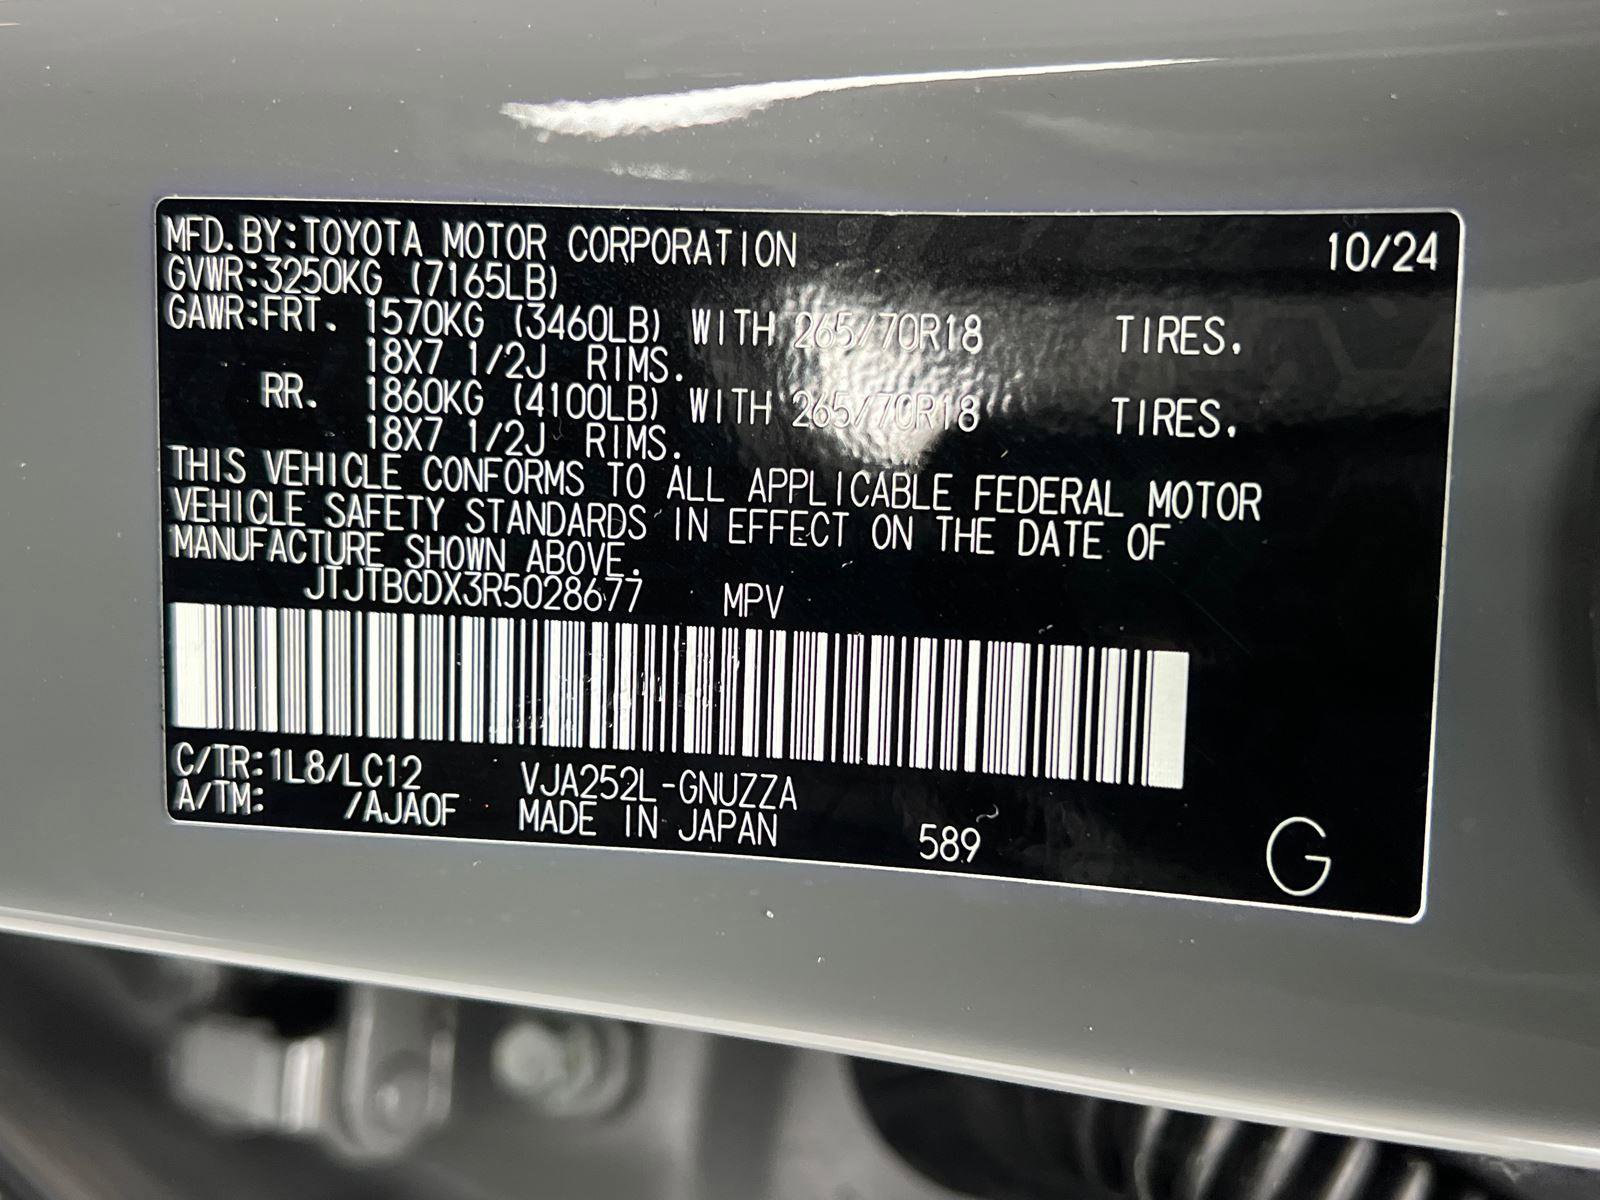 MFD. BY: TOYOTA MOTOR CORPORATION 10/24
GVWR: 3250KG (7165LB)
GAWR: FRT. 1570KG (3460LB) WITH 265/70R18 TIRES.
18X7 1/2J RIMS.
RR. 1860KG (4100LB) WITH 265/70R18 TIRES.
18X7 1/2J RIMS.
THIS VEHICLE CONFORMS TO ALL APPLICABLE FEDERAL MOTOR
VEHICLE SAFETY STANDARDS IN EFFECT ON THE DATE OF
MANUFACTURE SHOWN ABOVE.
JTJTBCDX3R5028677 MPV
C/TR: 1L8/LC12 VJA252L-GNUZZA
A/TM: /AJA0F MADE IN JAPAN 589 G